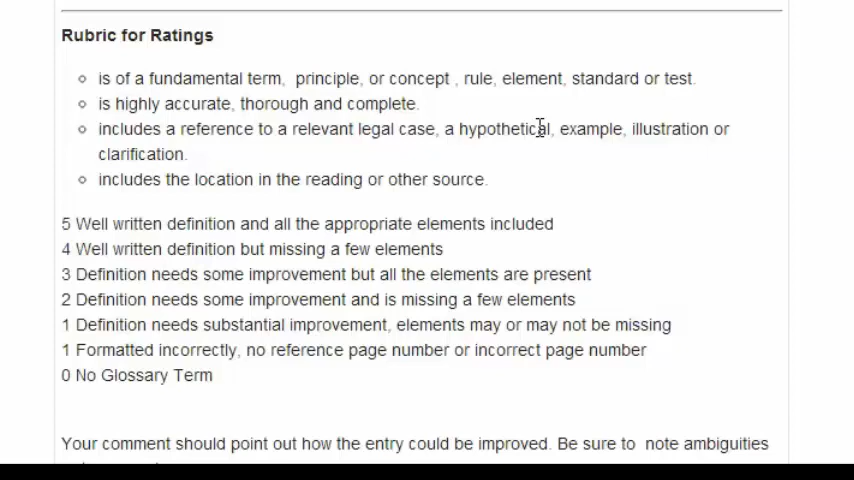 Rubric for Ratings
is of a fundamental term, principle, or concept , rule, element, standard or test.
is highly accurate, thorough and complete.
includes a reference to a relevant legal case, a hypothetical, example, illustration or
clarification.
includes the location in the reading or other source.
5 Well written definition and all the appropriate elements included
4 Well written definition but missing a few elements
3 Definition needs some improvement but all the elements are present
2 Definition needs some improvement and is missing a few elements
1 Definition needs substantial improvement, elements may or may not be missing
1 Formatted incorrectly, no reference page number or incorrect page number
0 No Glossary Term
Your comment should point out how the entry could be improved. Be sure to note ambiguities